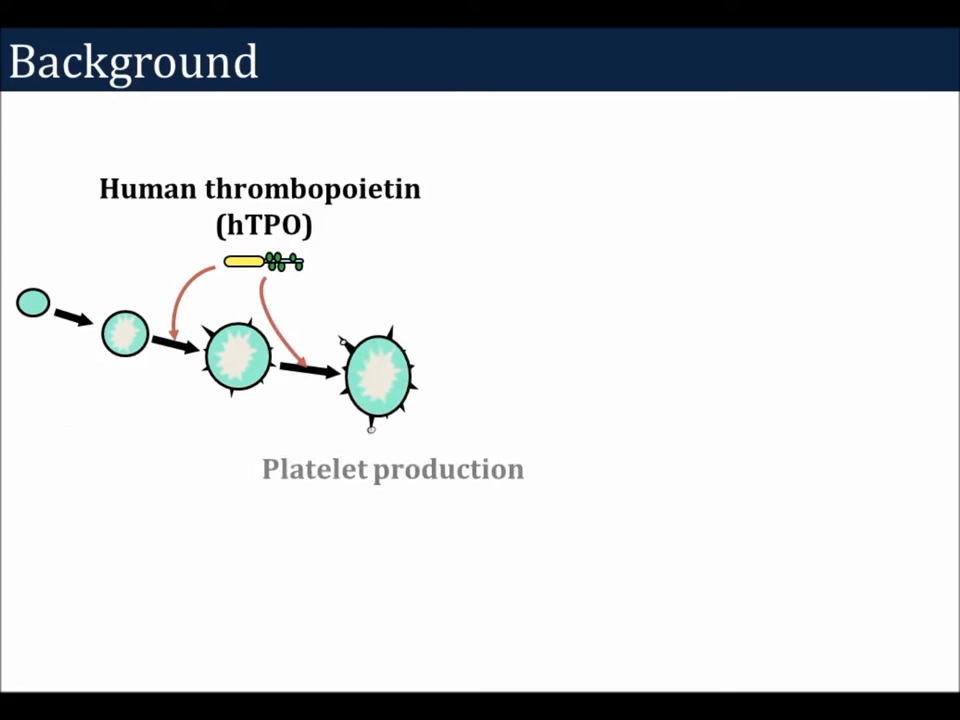 Background
Human thrombopoietin
(hTPO)
Platelet production